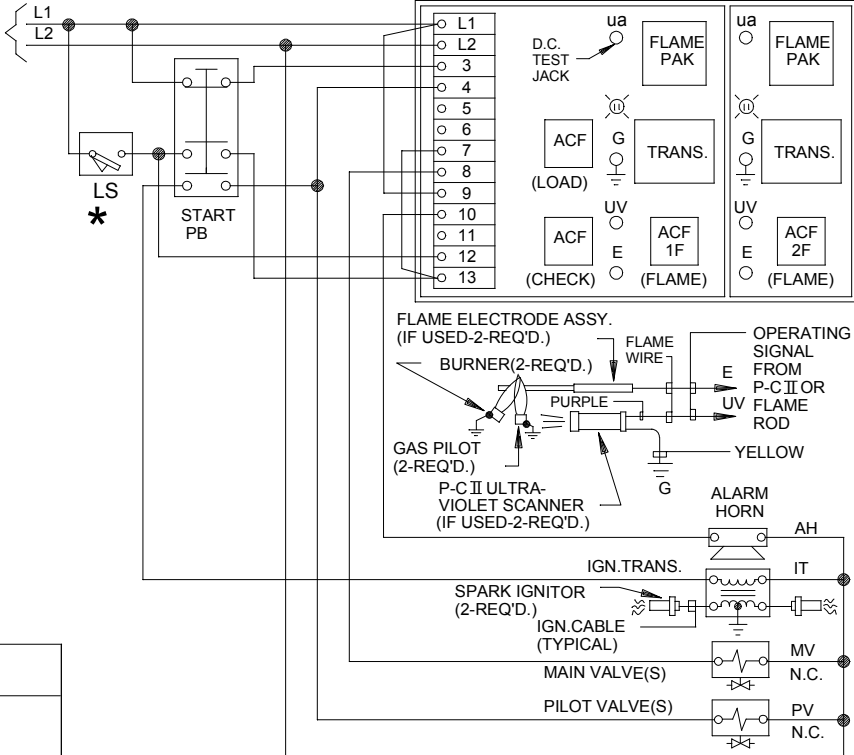 L1
L2
LS
*
START
PB
L1
L2
3
4
5
6
7
8
9
10
11
12
13
D.C.
TEST
JACK
ua
FLAME
PAK
G
ACF
(LOAD)
TRANS.
UV
E
ACF
(CHECK)
ACF
1F
(FLAME)
ua
FLAME
PAK
G
TRANS.
UV
E
ACF
2F
(FLAME)
FLAME ELECTRODE ASSY.
(IF USED-2-REQ'D.)
BURNER(2-REQ'D.)
FLAME
WIRE
PURPLE
E
UV
OPERATING
SIGNAL
FROM
P-C II OR
FLAME
ROD
YELLOW
G
GAS PILOT
(2-REQ'D.)
P-C II ULTRA-
VIOLET SCANNER
(IF USED-2-REQ'D.)
ALARM
HORN
AH
IGN.TRANS.
IT
SPARK IGNITOR
(2-REQ'D.)
IGN.CABLE
(TYPICAL)
MAIN VALVE(S)
MV
N.C.
PILOT VALVE(S)
PV
N.C.